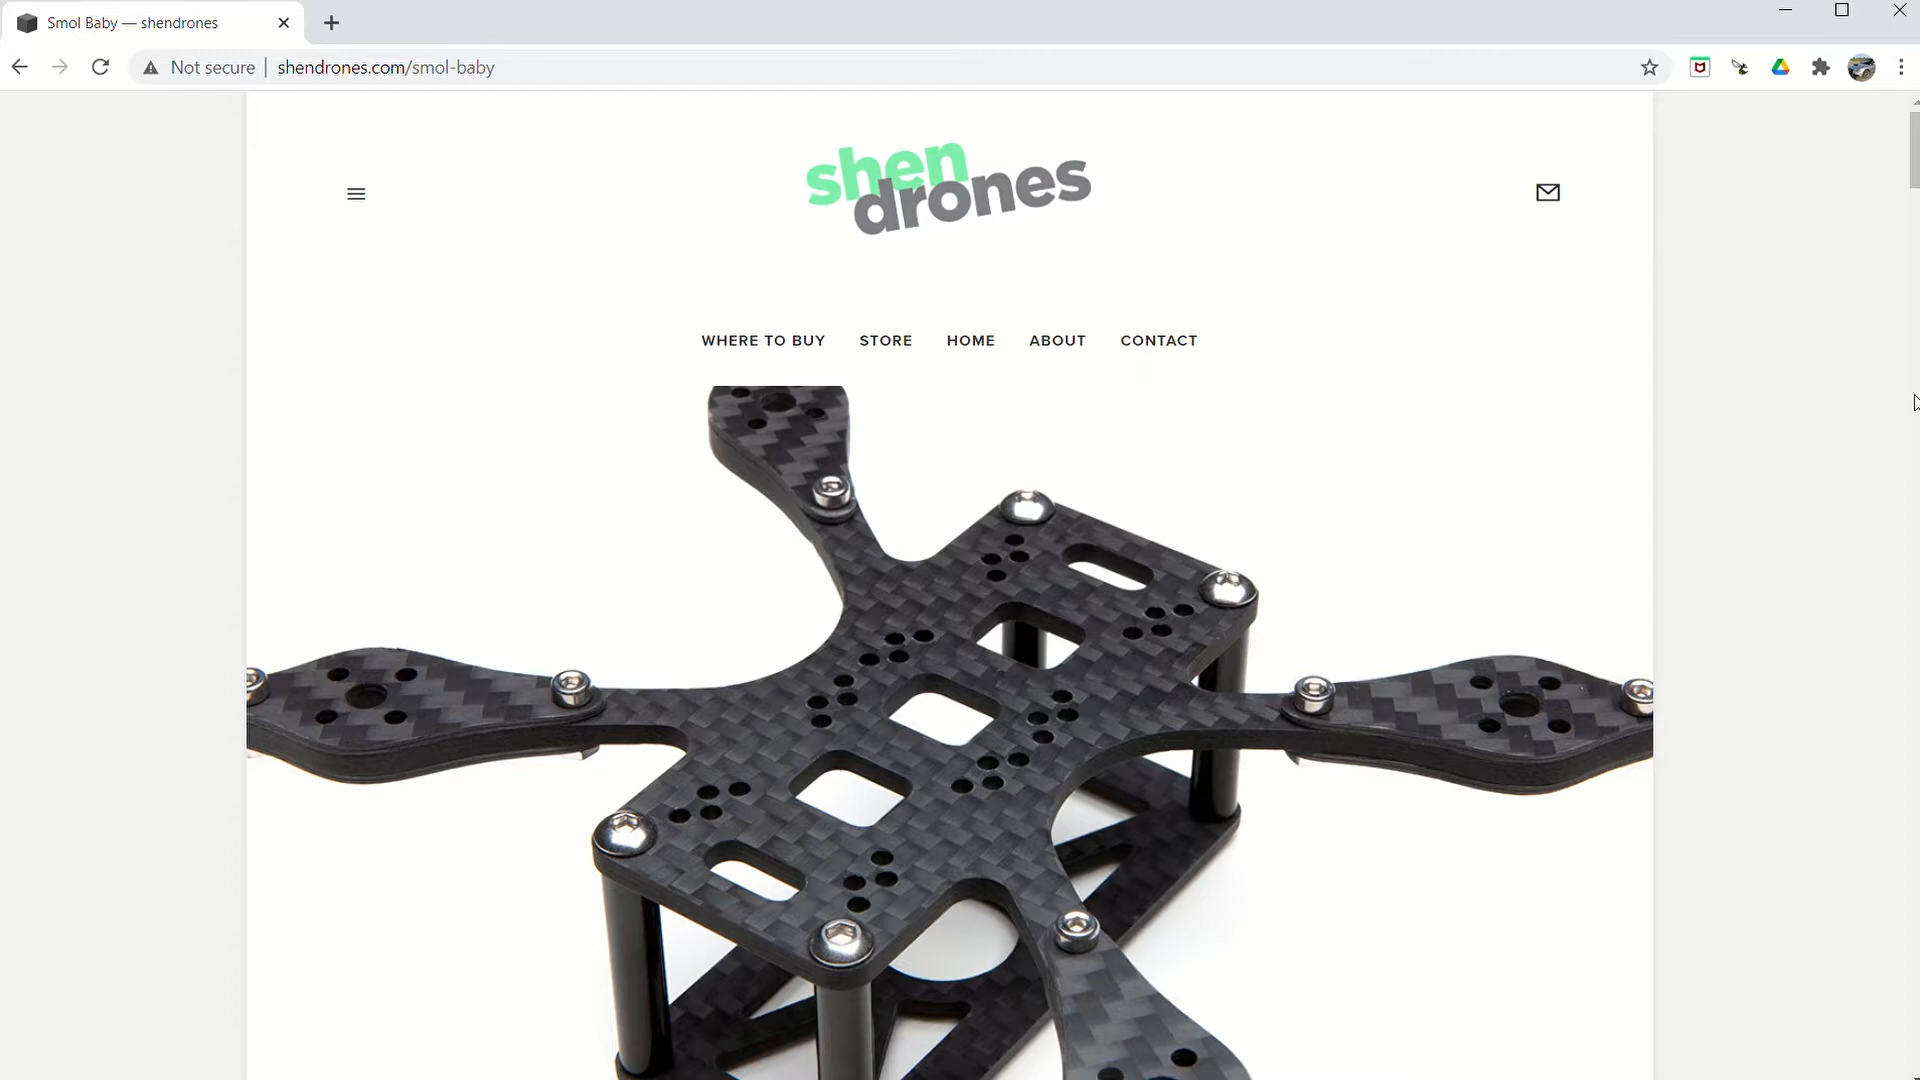 Smol Baby — shendrones
Not secure | shendrones.com/smol-baby
shen
drones
WHERE TO BUY STORE HOME ABOUT CONTACT